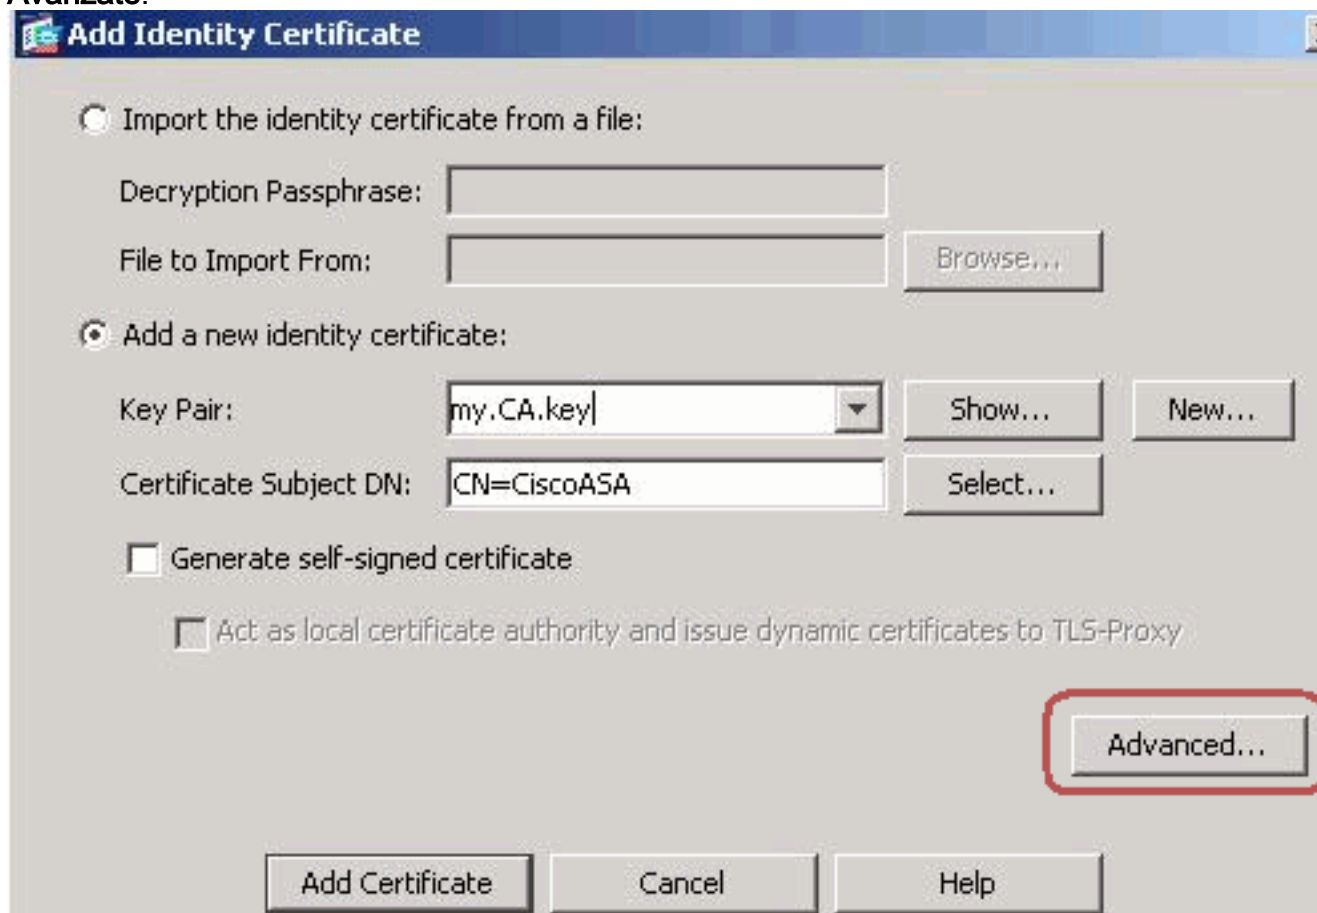 Avanzato.
Add Identity Certificate
Import the identity certificate from a file:
Decryption Passphrase:
File to Import From:
Browse...
Add a new identity certificate:
Key Pair:
my.CA.key
Show...
New...
Certificate Subject DN:
CN=CiscoASA
Select...
Generate self-signed certificate
Act as local certificate authority and issue dynamic certificates to TLS-Proxy
Advanced...
Add Certificate
Cancel
Help